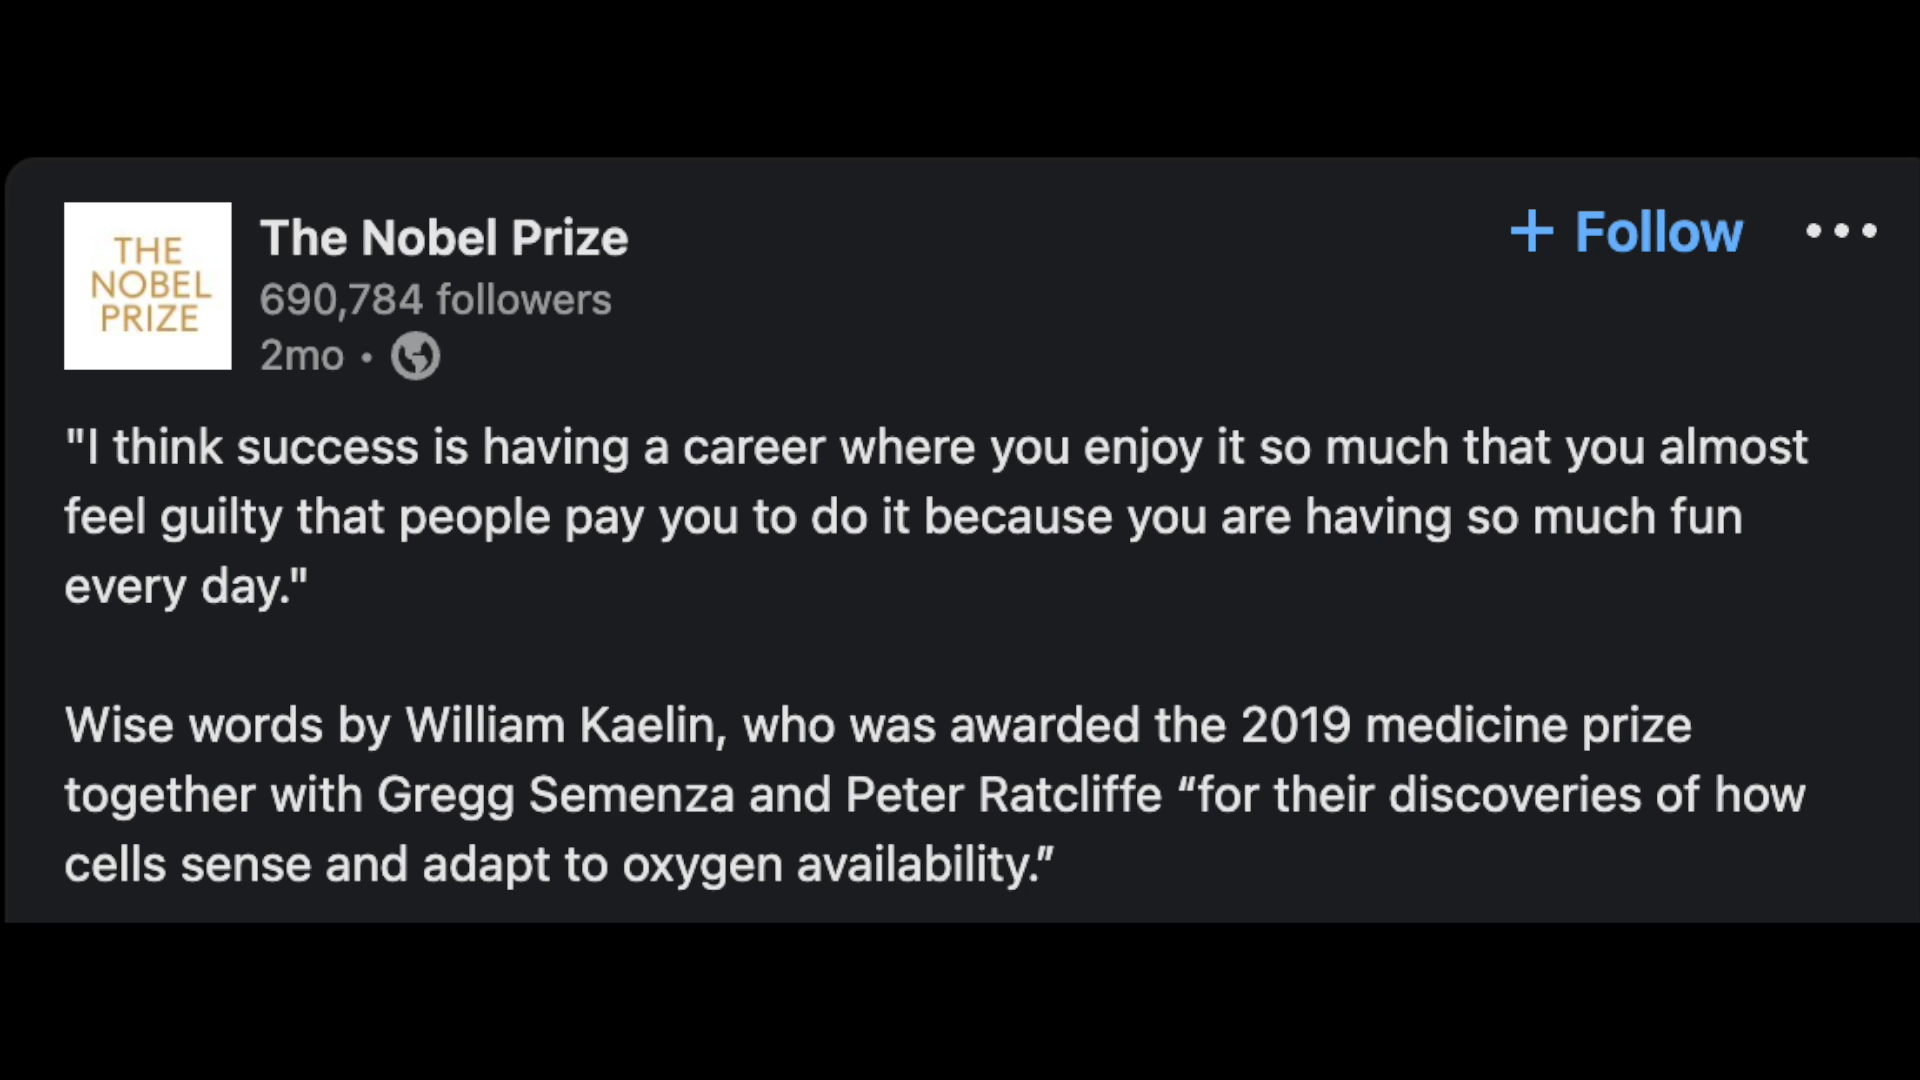 THE
NOBEL
PRIZE
The Nobel Prize
690,784 followers
2mo •
+ Follow •••
"I think success is having a career where you enjoy it so much that you almost
feel guilty that people pay you to do it because you are having so much fun
every day."
Wise words by William Kaelin, who was awarded the 2019 medicine prize
together with Gregg Semenza and Peter Ratcliffe “for their discoveries of how
cells sense and adapt to oxygen availability.”